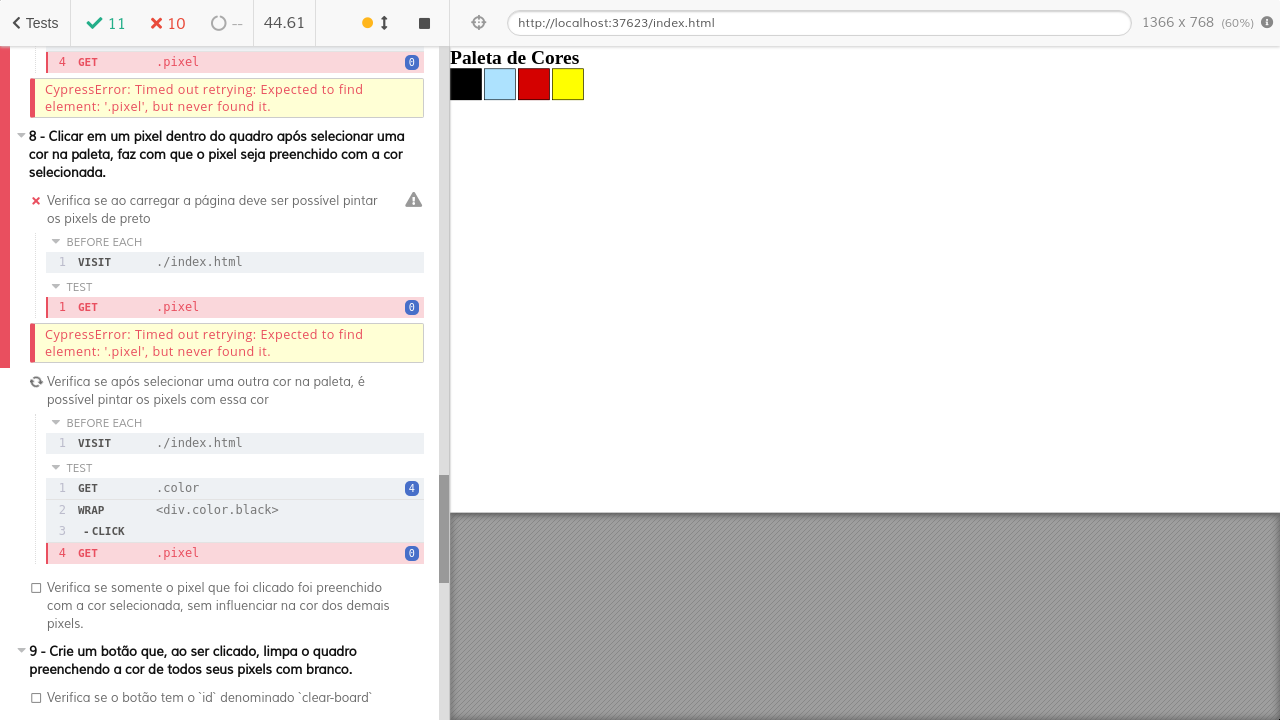 Tests
11
10
--
44.61
http://localhost:37623/index.html
1366 x 768 (60%)
4 GET .pixel 0
CypressError: Timed out retrying: Expected to find
element: '.pixel', but never found it.
8 - Clicar em um pixel dentro do quadro após selecionar uma
cor na paleta, faz com que o pixel seja preenchido com a cor
selecionada.
Verifica se ao carregar a página deve ser possível pintar
os pixels de preto
BEFORE EACH
1 VISIT ./index.html
TEST
1 GET .pixel 0
CypressError: Timed out retrying: Expected to find
element: '.pixel', but never found it.
Verifica se após selecionar uma outra cor na paleta, é
possível pintar os pixels com essa cor
BEFORE EACH
1 VISIT ./index.html
TEST
1 GET .color 4
2 WRAP <div.color.black>
3 - CLICK
4 GET .pixel 0
Verifica se somente o pixel que foi clicado foi preenchido
com a cor selecionada, sem influenciar na cor dos demais
pixels.
9 - Crie um botão que, ao ser clicado, limpa o quadro
preenchendo a cor de todos seus pixels com branco.
Verifica se o botão tem o `id` denominado `clear-board`
Paleta de Cores